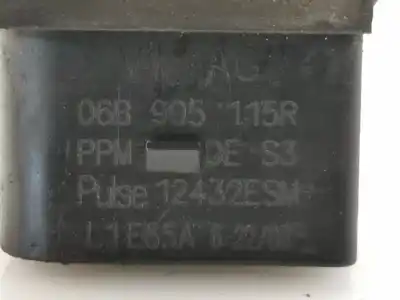 06B 905 115R
PPM DE S3
Pulse 12432ESM
L1E65A